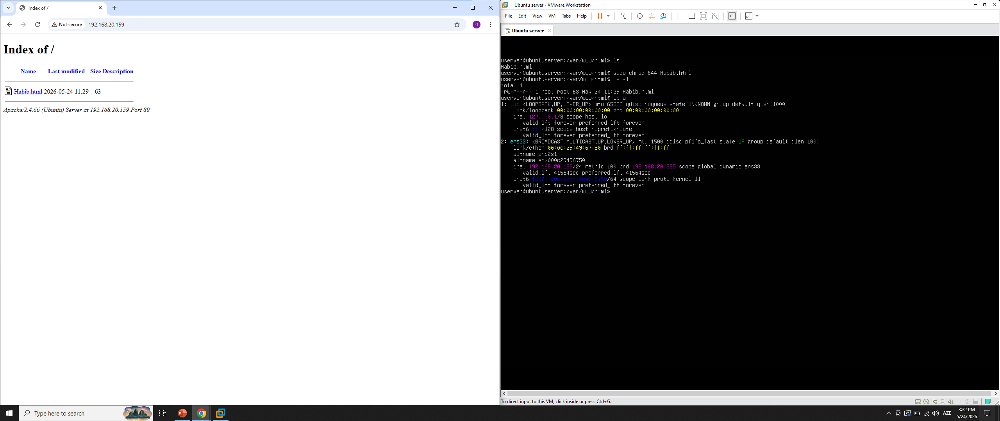 Index of /
Not secure
192.168.20.159
q
Index of /
Name Last modified Size Description
Habib.html 2026-05-24 11:29 63
Apache/2.4.66 (Ubuntu) Server at 192.168.20.159 Port 80
Ubuntu server - VMware Workstation
File Edit View VM Tabs Help
Ubuntu server
userver@ubuntuserver:/var/www/html$ ls
Habib.html
userver@ubuntuserver:/var/www/html$ sudo chmod 644 Habib.html
userver@ubuntuserver:/var/www/html$ ls -l
total 4
-rw-r--r-- 1 root root 63 May 24 11:29 Habib.html
userver@ubuntuserver:/var/www/html$ ip a
1: lo: <LOOPBACK,UP,LOWER_UP> mtu 65536 qdisc noqueue state UNKNOWN group default qlen 1000
link/loopback 00:00:00:00:00:00 brd 00:00:00:00:00:00
inet 127.0.0.1/8 scope host lo
valid_lft forever preferred_lft forever
inet6 ::1/128 scope host noprefixroute
valid_lft forever preferred_lft forever
2: ens33: <BROADCAST,MULTICAST,UP,LOWER_UP> mtu 1500 qdisc pfifo_fast state UP group default qlen 1000
link/ether 00:0c:29:49:67:50 brd ff:ff:ff:ff:ff:ff
altname enp2s1
altname enx000c29496750
inet 192.168.20.159/24 metric 100 brd 192.168.20.255 scope global dynamic ens33
valid_lft 41564sec preferred_lft 41564sec
inet6 fe80::20c:29ff:fe49:6750/64 scope link proto kernel_ll
valid_lft forever preferred_lft forever
userver@ubuntuserver:/var/www/html$
To direct input to this VM, click inside or press Ctrl+G.
Type here to search
P
AZE
3:32 PM
5/24/2026